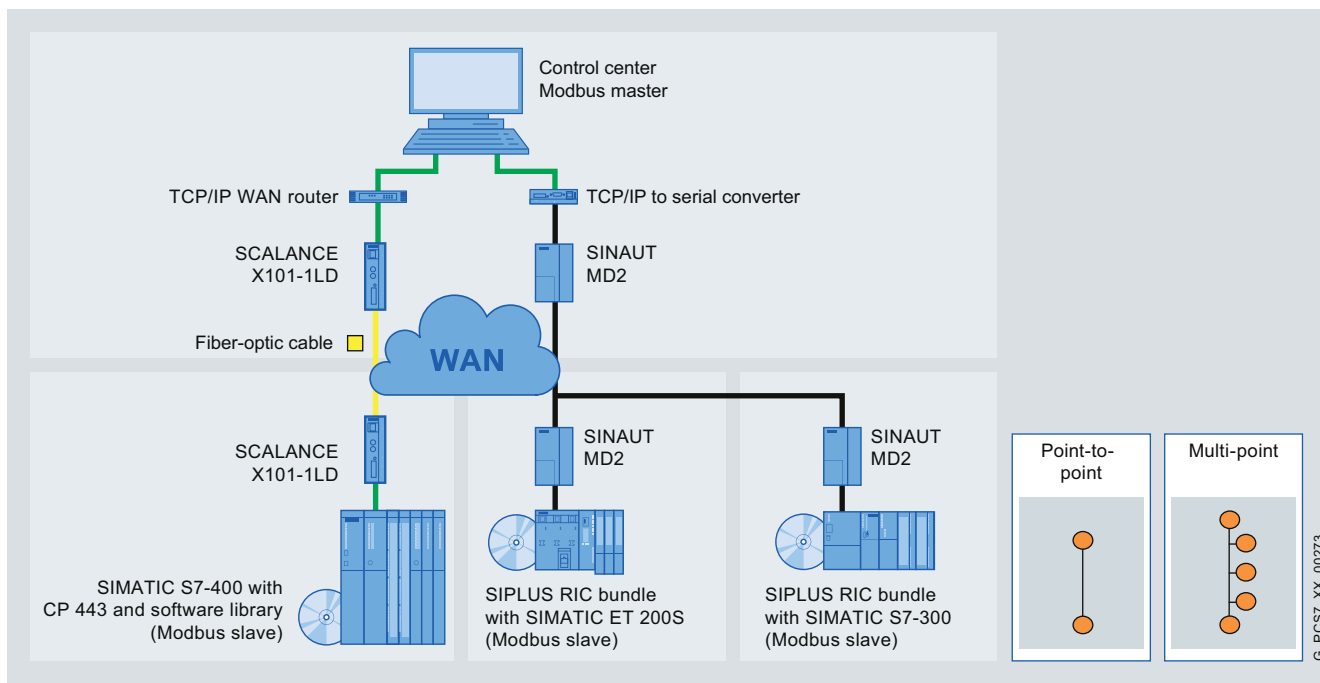 Control center
Modbus master
TCP/IP WAN router
TCP/IP to serial converter
SCALANCE
X101-1LD
SINAUT
MD2
Fiber-optic cable
WAN
SCALANCE
X101-1LD
SINAUT
MD2
SINAUT
MD2
SIMATIC S7-400 with
CP 443 and software library
(Modbus slave)
SIPLUS RIC bundle
with SIMATIC ET 200S
(Modbus slave)
SIPLUS RIC bundle
with SIMATIC S7-300
(Modbus slave)
Point-to-
point
Multi-point
G_PCS7_XX_00273